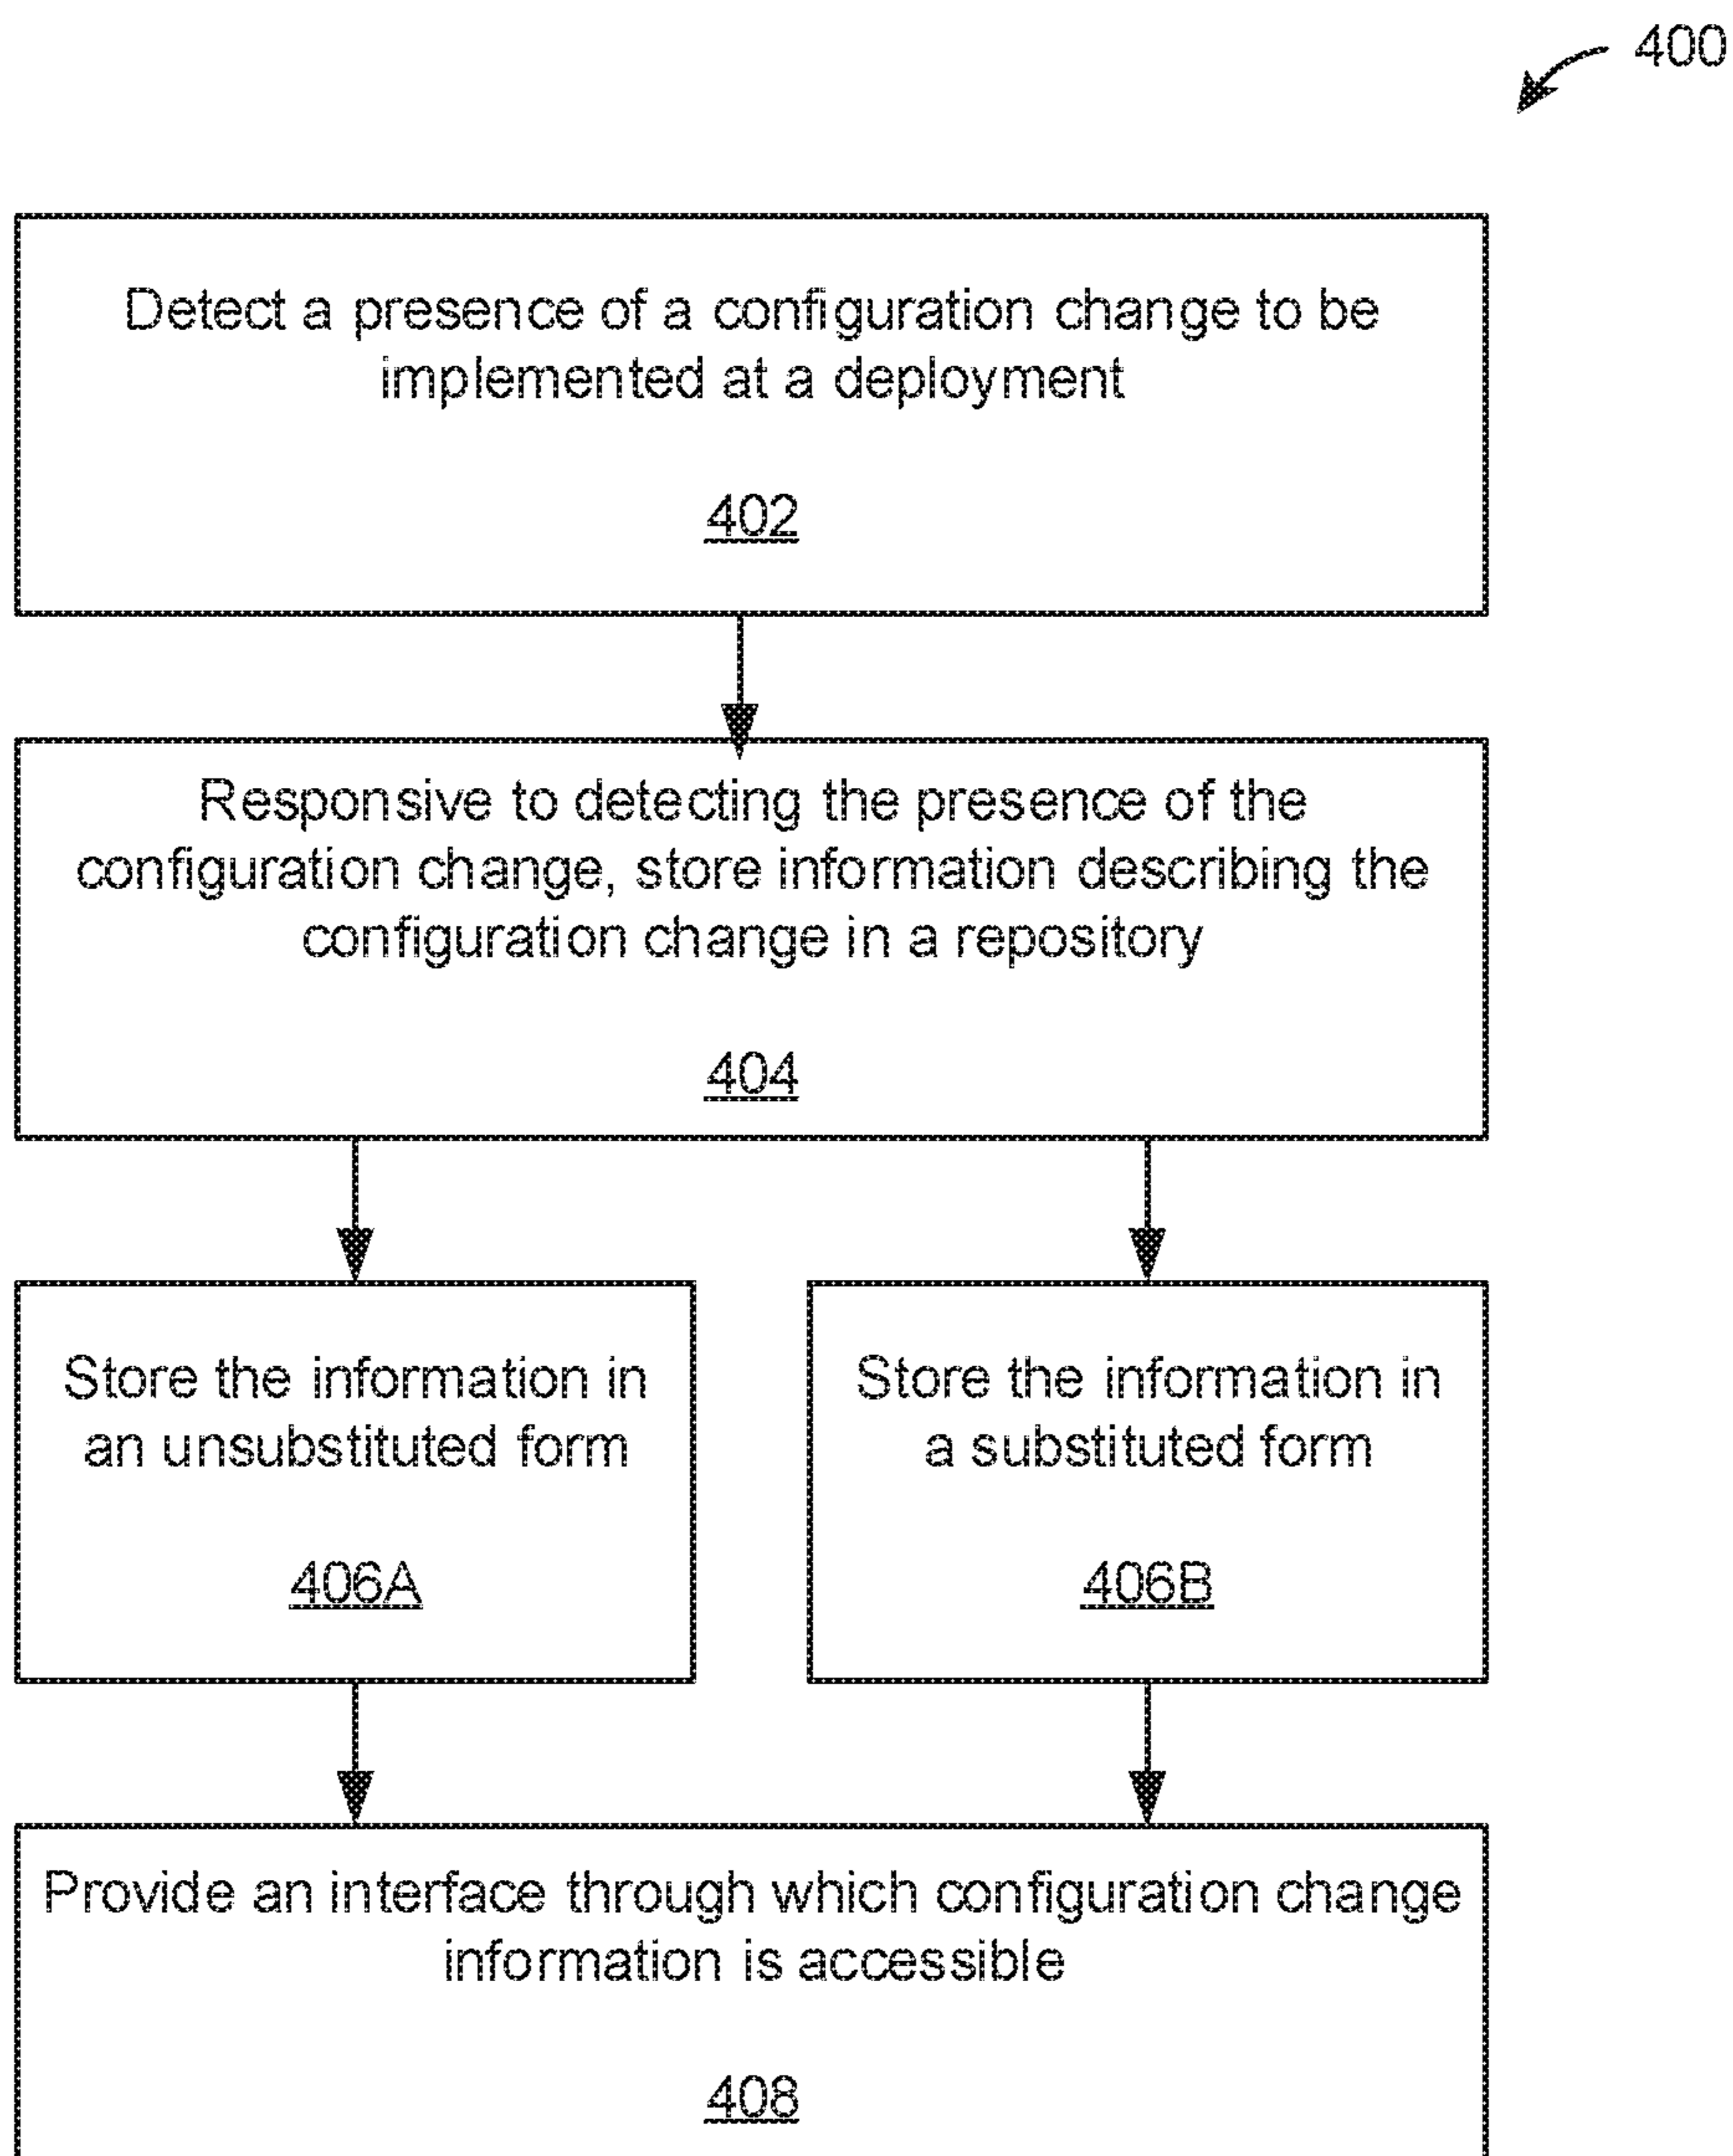 400
Detect a presence of a configuration change to be
implemented at a deployment
402
Responsive to detecting the presence of the
configuration change, store information describing the
configuration change in a repository
404
Store the information in
an unsubstituted form
406A
Store the information in
a substituted form
406B
Provide an interface through which configuration change
information is accessible
408